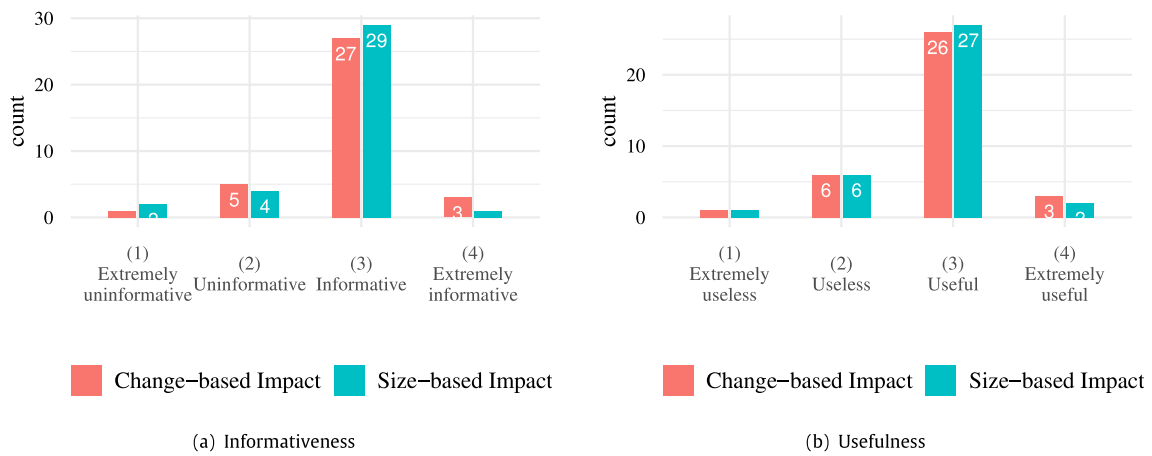 30
20
10
0
count
27
29
5
4
3
(1)
Extremely
uninformative
(2)
Uninformative
(3)
Informative
(4)
Extremely
informative
Change−based Impact
Size−based Impact
(a) Informativeness
20
10
0
count
26
27
6
6
3
2
(1)
Extremely
useless
(2)
Useless
(3)
Useful
(4)
Extremely
useful
Change−based Impact
Size−based Impact
(b) Usefulness